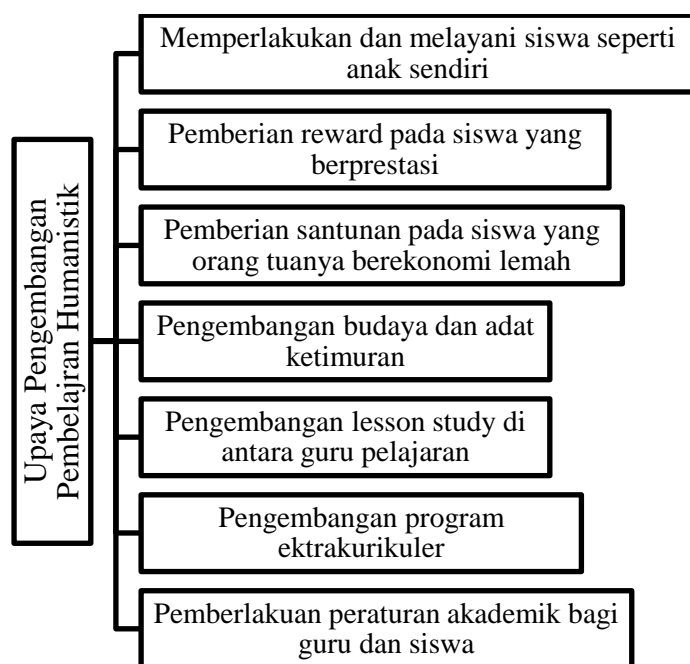 Upaya Pengembangan
Pembelajran Humanistik
Memperlakukan dan melayani siswa seperti
anak sendiri
Pemberian reward pada siswa yang
berprestasi
Pemberian santunan pada siswa yang
orang tuanya berekonomi lemah
Pengembangan budaya dan adat
ketimuran
Pengembangan lesson study di
antara guru pelajaran
Pengembangan program
ektrakurikuler
Pemberlakuan peraturan akademik bagi
guru dan siswa